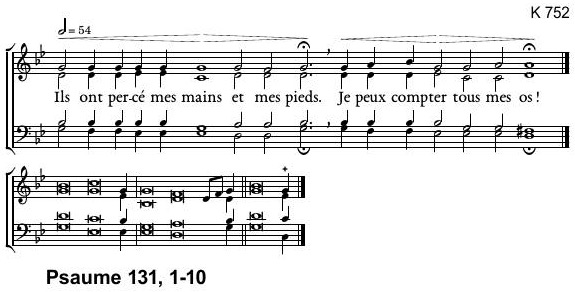 K 752
= 54
Ils ont per-cé mes mains et mes pieds. Je peux compter tous mes os !
Psaume 131, 1-10